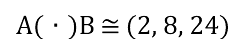 A( · )B ≅ (2, 8, 24)